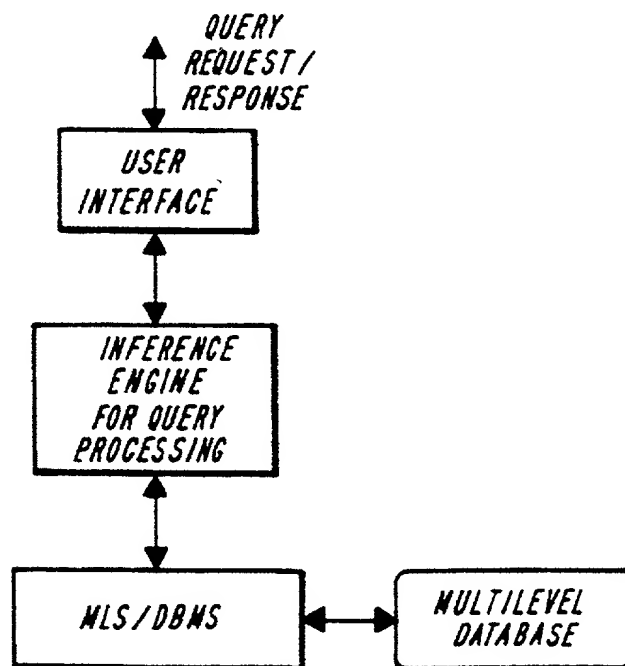 QUERY
REQUEST/
RESPONSE
USER
INTERFACE
INFERENCE
ENGINE
FOR QUERY
PROCESSING
MLS/DBMS
MULTILEVEL
DATABASE